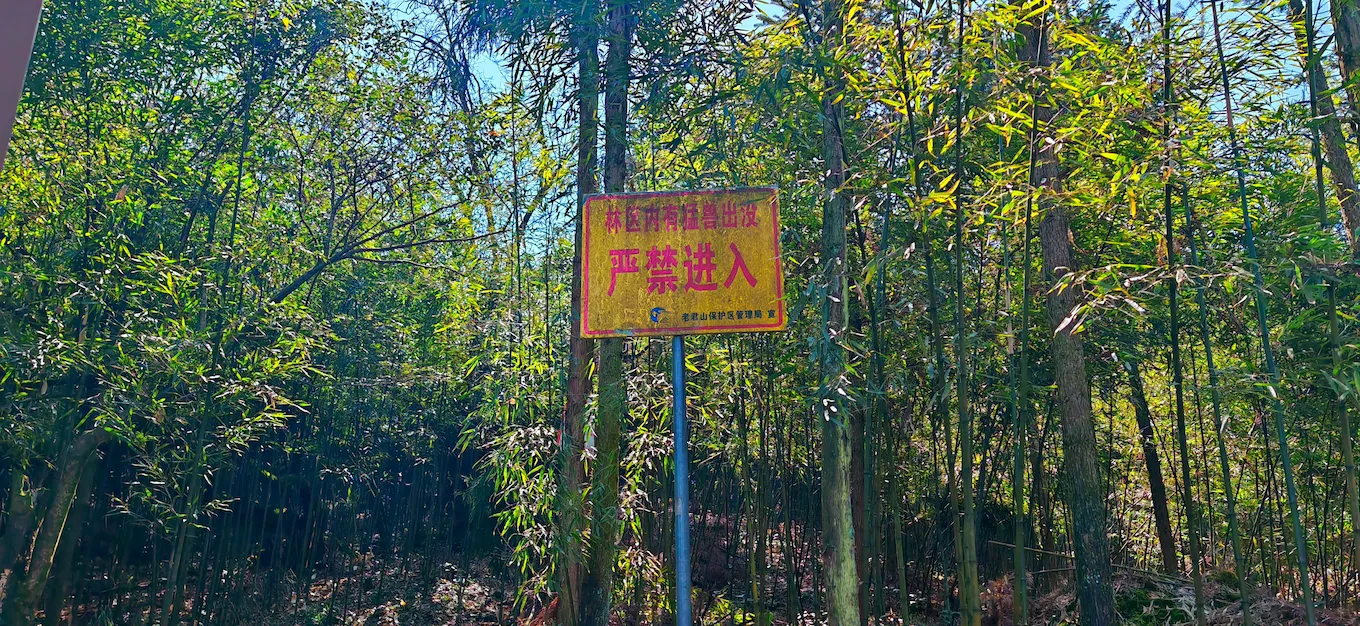 林区内有猛兽出没
严禁进入
老君山保护区管理局 宣